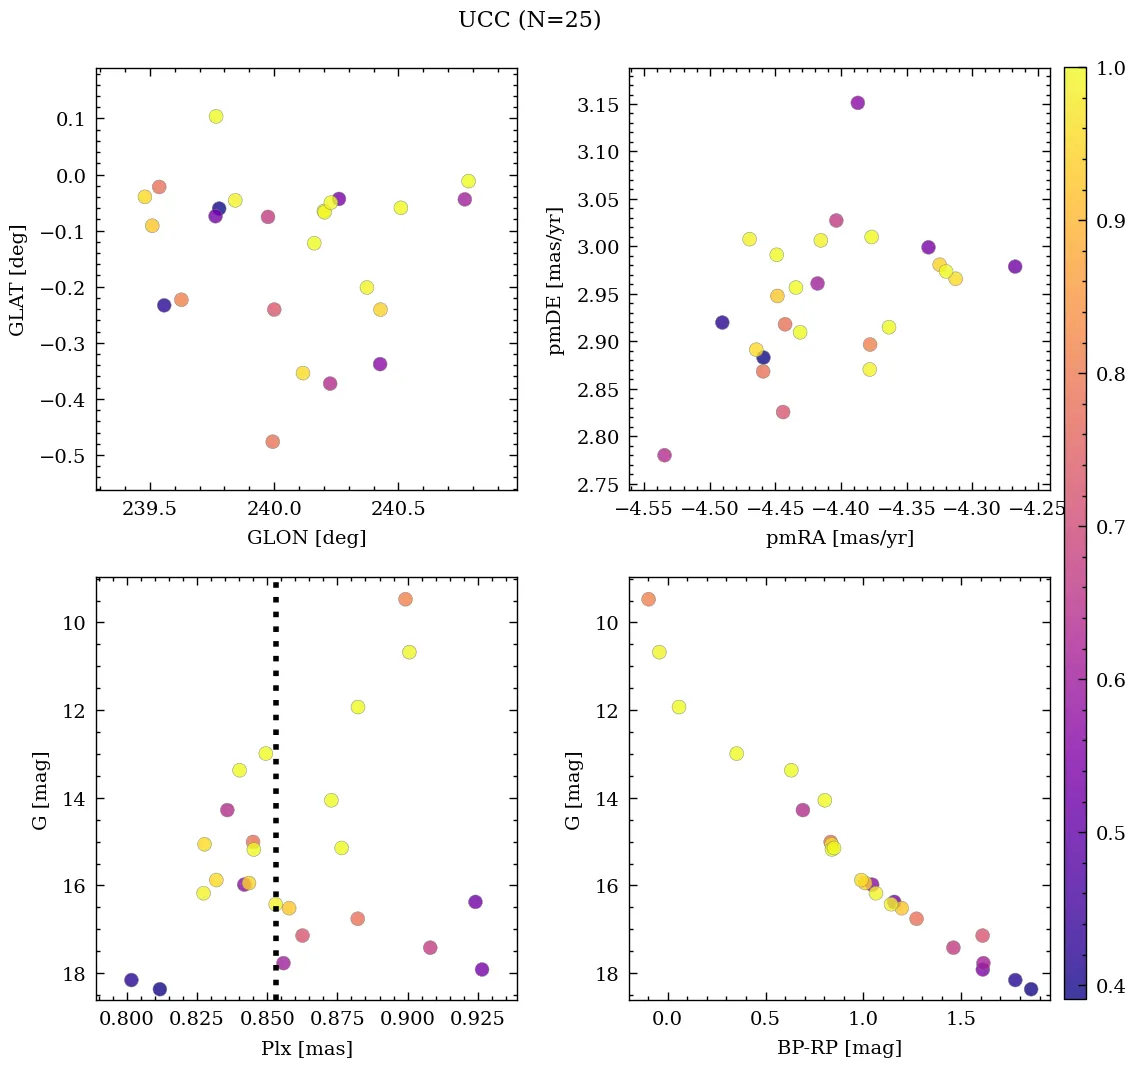 UCC (N=25)
0.1
0.0
−0.1
−0.2
−0.3
−0.4
−0.5
GLAT [deg]
239.5 240.0 240.5
GLON [deg]
3.15
3.10
3.05
3.00
2.95
2.90
2.85
2.80
2.75
pmDE [mas/yr]
−4.55 −4.50 −4.45 −4.40 −4.35 −4.30 −4.25
pmRA [mas/yr]
10
12
14
16
18
G [mag]
0.800 0.825 0.850 0.875 0.900 0.925
Plx [mas]
10
12
14
16
18
G [mag]
0.0 0.5 1.0 1.5
BP-RP [mag]
1.0
0.9
0.8
0.7
0.6
0.5
0.4